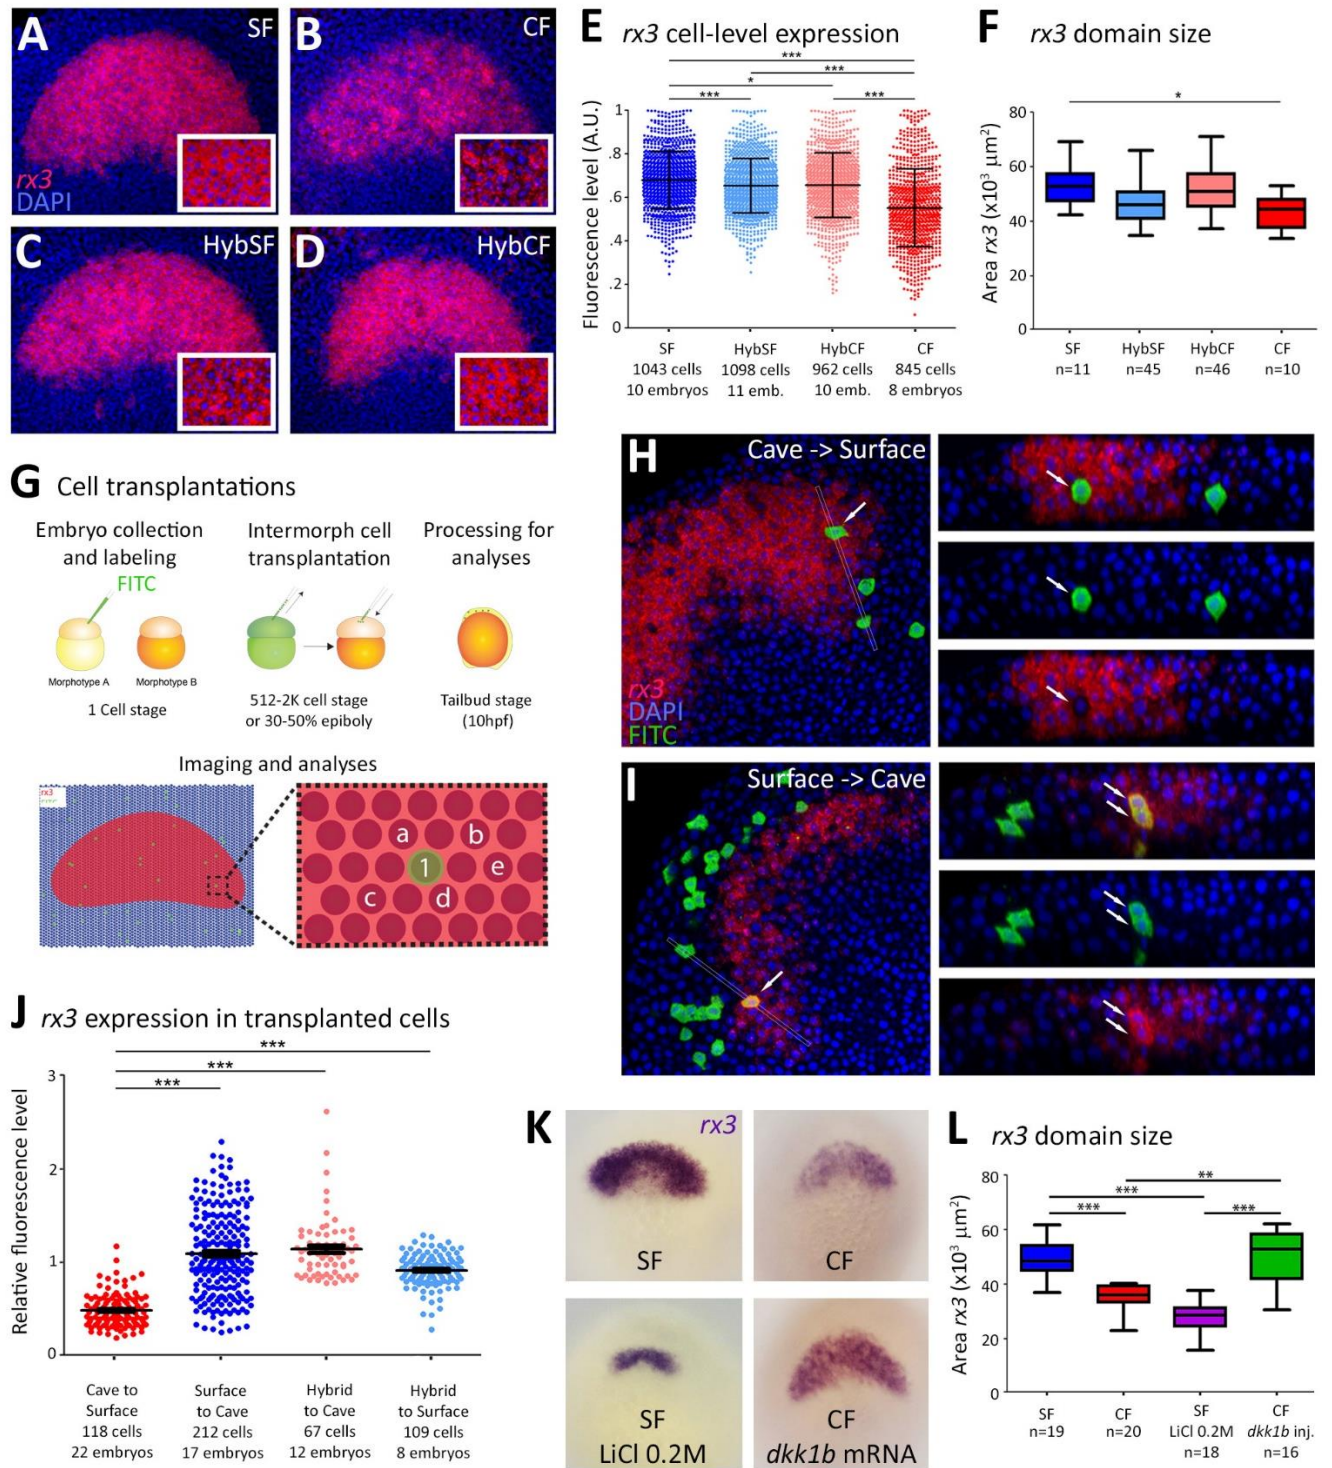 A
SF
rx3
DAPI
B
CF
C
HybSF
D
HybCF
E rx3 cell-level expression
***
***
*
***
***
Fluorescence level (A.U.)
1
.8
.6
.4
.2
0
SF
1043 cells
10 embryos
HybSF
1098 cells
11 emb.
HybCF
962 cells
10 emb.
CF
845 cells
8 embryos
F rx3 domain size
*
Area rx3 (x10³ µm²)
80
60
40
20
0
SF
n=11
HybSF
n=45
HybCF
n=46
CF
n=10
G Cell transplantations
Embryo collection
and labeling
FITC
Morphotype A
Morphotype B
1 Cell stage
Intermorph cell
transplantation
512-2K cell stage
or 30-50% epiboly
Processing for
analyses
Tailbud stage
(10hpf)
Imaging and analyses
rx3
a
b
1
e
c
d
H
Cave -> Surface
rx3
DAPI
FITC
I
Surface -> Cave
J rx3 expression in transplanted cells
***
***
***
Relative fluorescence level
3
2
1
0
Cave to
Surface
118 cells
22 embryos
Surface
to Cave
212 cells
17 embryos
Hybrid
to Cave
67 cells
12 embryos
Hybrid
to Surface
109 cells
8 embryos
K
rx3
SF
CF
SF
LiCl 0.2M
CF
dkk1b mRNA
L rx3 domain size
**
***
***
***
Area rx3 (x10³ µm²)
80
60
40
20
0
SF
n=19
CF
n=20
SF
LiCl 0.2M
n=18
CF
dkk1b inj.
n=16